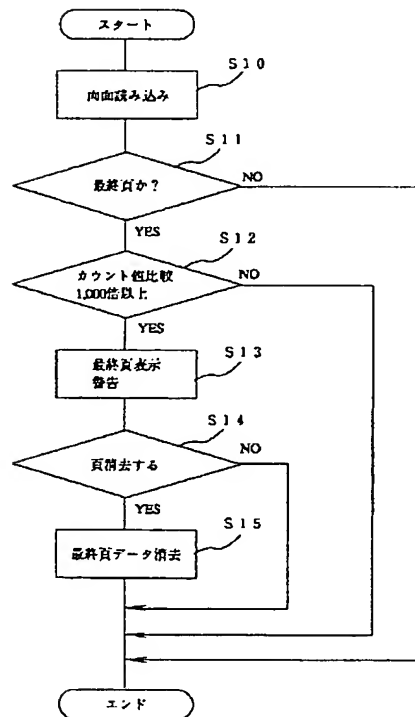 スタート
S10
両面読み込み
S11
最終頁か？
NO
YES
S12
カウント値比較
1,000倍以上
NO
YES
S13
最終頁表示
警告
S14
頁消去する
NO
YES
S15
最終頁データ消去
エンド